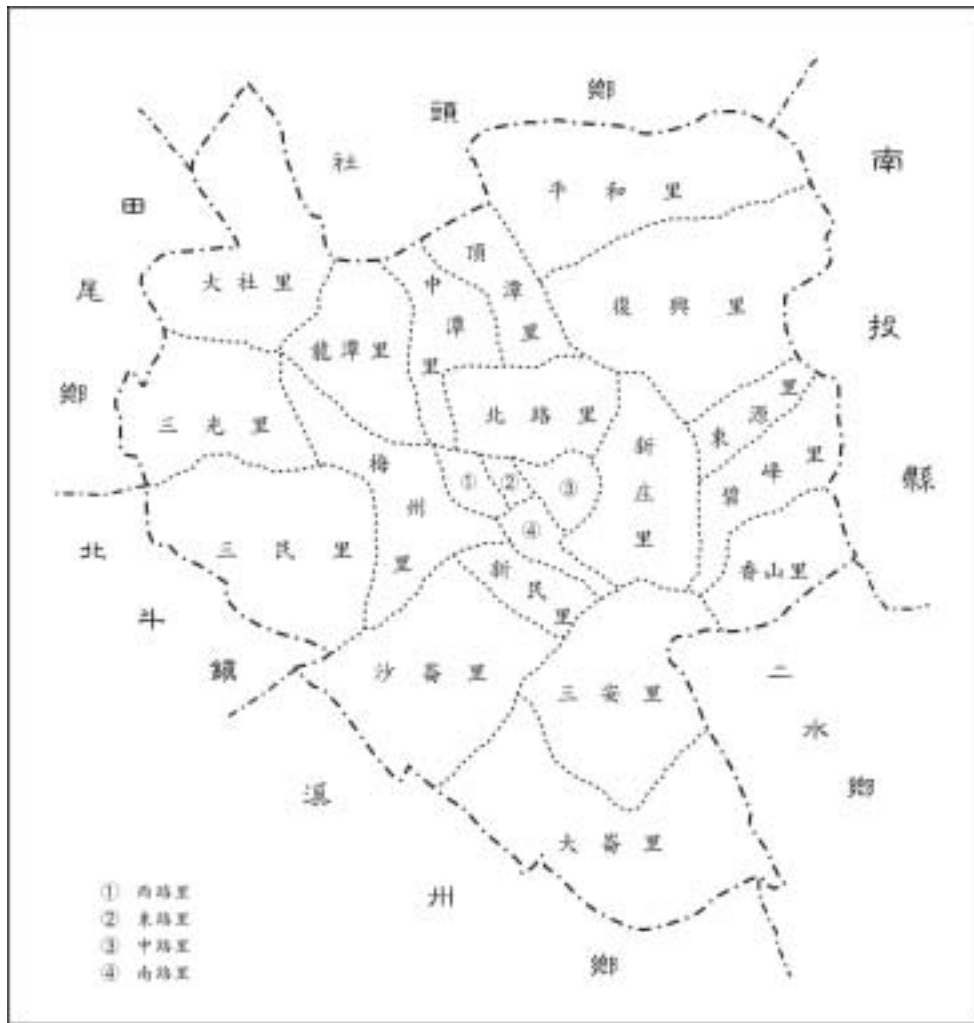 社頭鄉
南投縣
田尾鄉
北斗鎮
溪州鄉
二水鄉
平和里
復興里
頂潭里
中潭里
龍潭里
大社里
三光里
北路里
新庄里
東源里
碧峰里
香山里
梅州里
三民里
①
②
③
④
新民里
沙崙里
三安里
大崙里
① 西路里
② 東路里
③ 中路里
④ 南路里